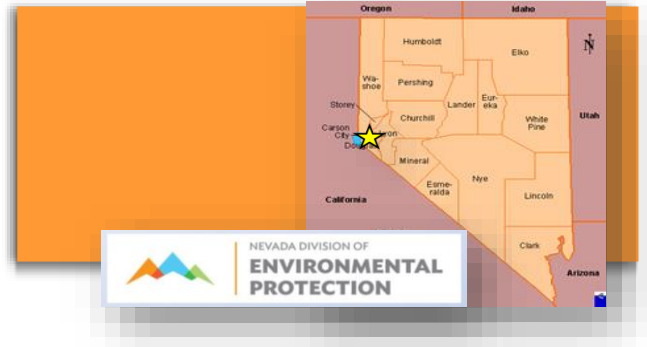 Oregon Idaho
Humboldt
Elko
N
Wa-
shoe
Pershing
Lander
Eur-
eka
Storey
Churchill
White
Pine
Utah
Carson
City
Mineral
Nye
Esme-
ralda
Lincoln
California
Clark
Arizona
NEVADA DIVISION OF
ENVIRONMENTAL
PROTECTION